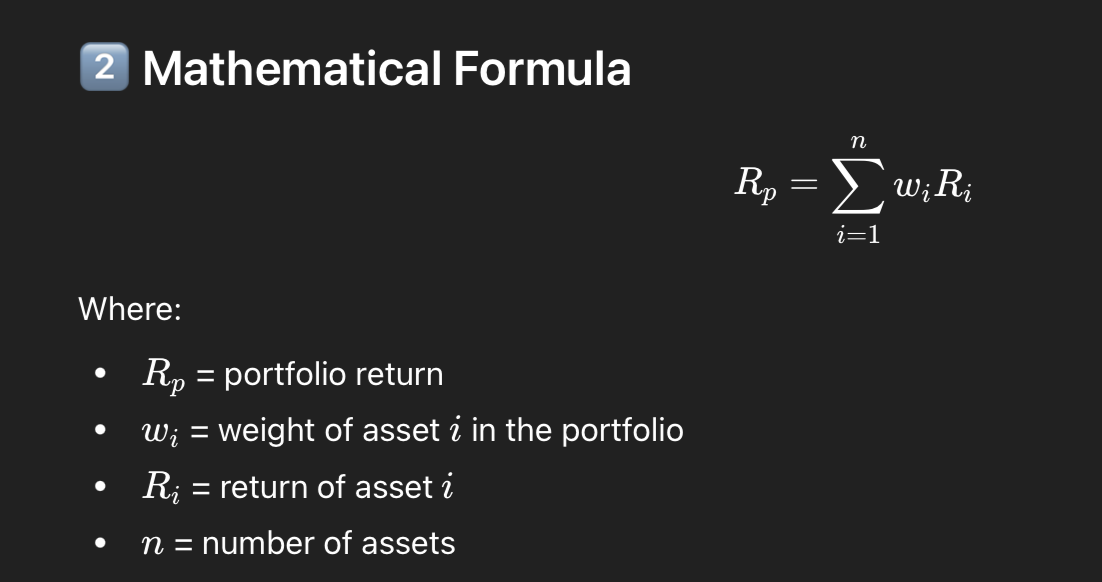 2️⃣ Mathematical Formula
$R_p = \sum_{i=1}^{n} w_i R_i$
Where:
• $R_p$ = portfolio return
• $w_i$ = weight of asset $i$ in the portfolio
• $R_i$ = return of asset $i$
• $n$ = number of assets